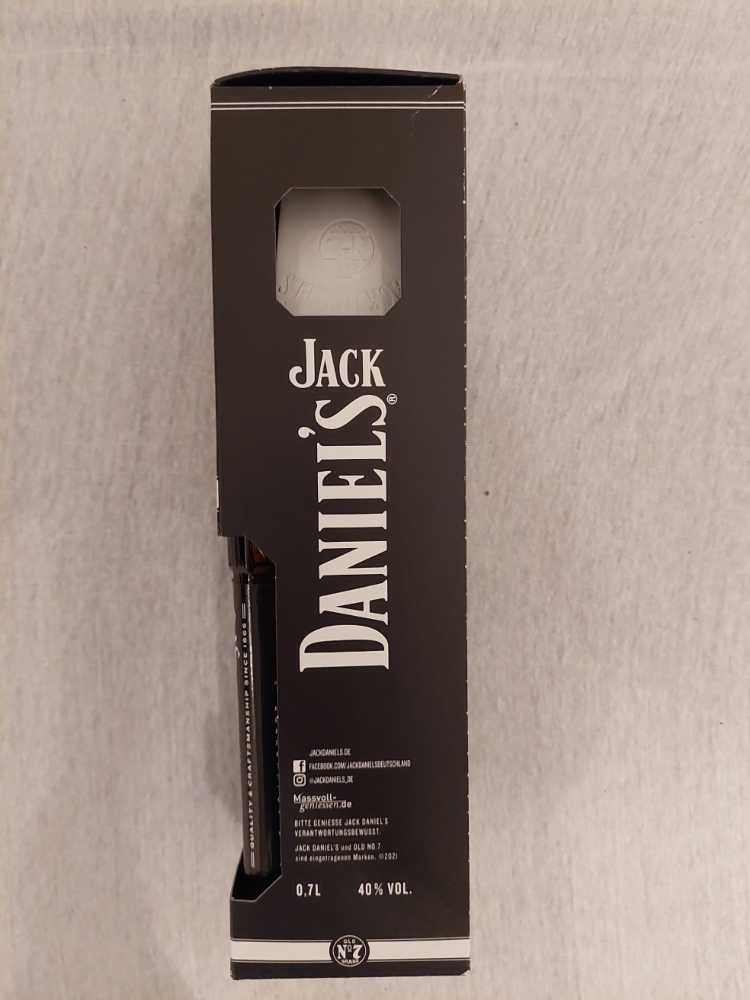 JACK
DANIEL'S®
QUALITY & CRAFTSMANSHIP SINCE 1866
JACKDANIELS.DE
f FACEBOOK.COM/JACKDANIELSDEUTSCHLAND
@JACKDANIELS_DE
Massvoll-
geniessen.de
BITTE GENIESSE JACK DANIEL'S
VERANTWORTUNGSBEWUSST.
JACK DANIEL'S und OLD NO. 7
sind eingetragenen Marken. ©2021
0,7L 40% VOL.
OLD
Nº7
BRAND